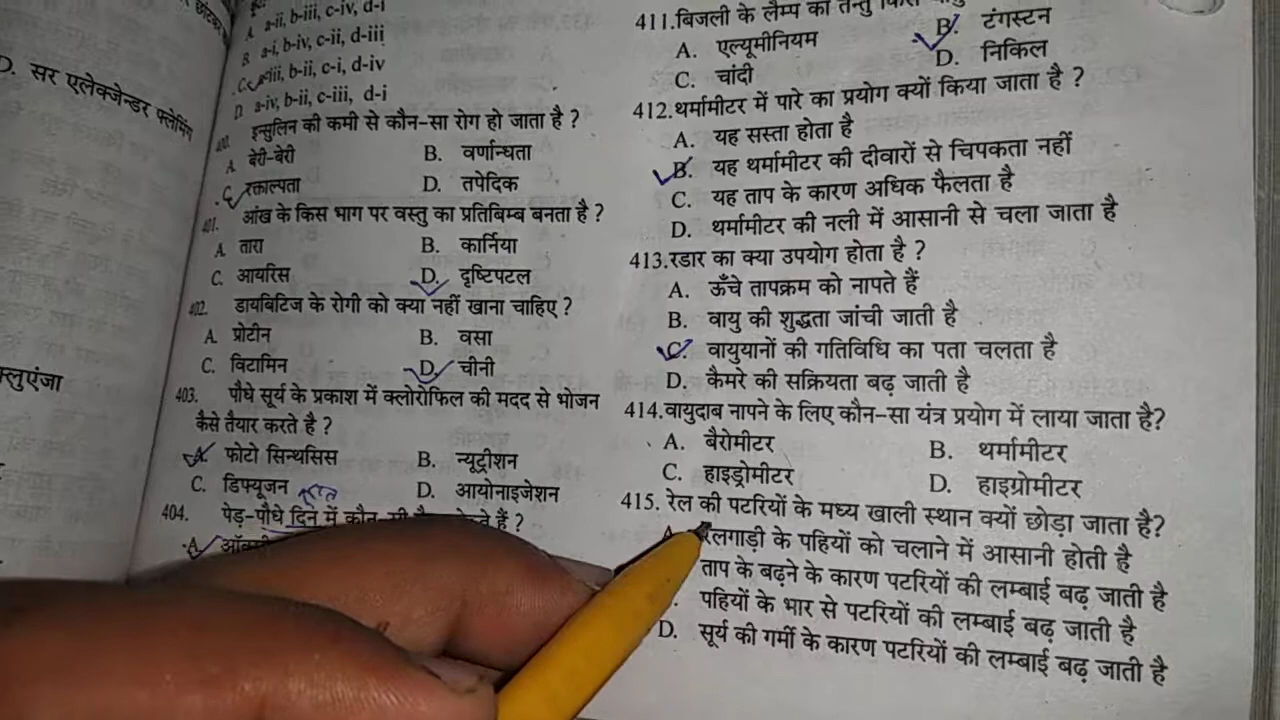 D. सर एलेक्जेन्डर फ्लेमिंग
a-ii, b-iii, c-iv, d-i
B a-i, b-iv, c-ii, d-iii
b-ii, c-i, d-iv
D a-iv, b-ii, c-iii, d-i
इन्सुलिन की कमी से कौन-सा रोग हो जाता है ?
A बेरी-बेरी B. वर्णान्धता
C रक्ताल्पता D. तपेदिक
401. आंख के किस भाग पर वस्तु का प्रतिबिम्ब बनता है ?
A. तारा B. कार्निया
C. आयरिस D. दृष्टिपटल
402. डायबिटिज के रोगी को क्या नहीं खाना चाहिए ?
A. प्रोटीन B. वसा
C. विटामिन D. चीनी
403. पौधे सूर्य के प्रकाश में क्लोरोफिल की मदद से भोजन
कैसे तैयार करते है ?
A. फोटो सिन्थसिस B. न्यूट्रीशन
C. डिफ्यूजन D. आयोनाइजेशन
404. पेड़-पौधे दिन में हैं ?
A
411.बिजली के लैम्प का तन्तु
A. एल्यूमीनियम B. टंगस्टन
C. चांदी D. निकिल
412.थर्मामीटर में पारे का प्रयोग क्यों किया जाता है ?
A. यह सस्ता होता है
B. यह थर्मामीटर की दीवारों से चिपकता नहीं
C. यह ताप के कारण अधिक फैलता है
D. थर्मामीटर की नली में आसानी से चला जाता है
413.रडार का क्या उपयोग होता है ?
A. ऊँचे तापक्रम को नापते हैं
B. वायु की शुद्धता जांची जाती है
C. वायुयानों की गतिविधि का पता चलता है
D. कैमरे की सक्रियता बढ़ जाती है
414.वायुदाब नापने के लिए कौन-सा यंत्र प्रयोग में लाया जाता है?
A. बैरोमीटर B. थर्मामीटर
C. हाइड्रोमीटर D. हाइग्रोमीटर
415. रेल की पटरियों के मध्य खाली स्थान क्यों छोड़ा जाता है?
A रेलगाड़ी के पहियों को चलाने में आसानी होती है
ताप के बढ़ने के कारण पटरियों की लम्बाई बढ़ जाती है
पहियों के भार से पटरियों की लम्बाई बढ़ जाती है
D. सूर्य की गर्मी के कारण पटरियों की लम्बाई बढ़ जाती है